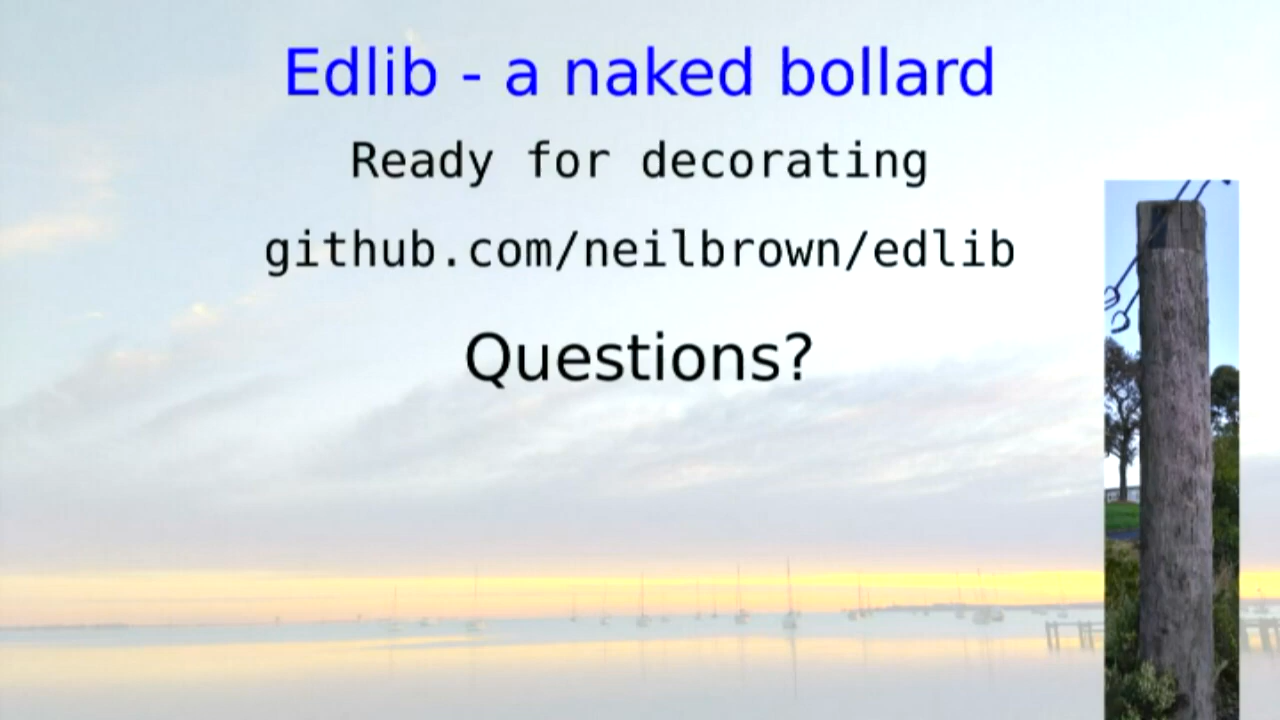 Edlib - a naked bollard
Ready for decorating
github.com/neilbrown/edlib
Questions?